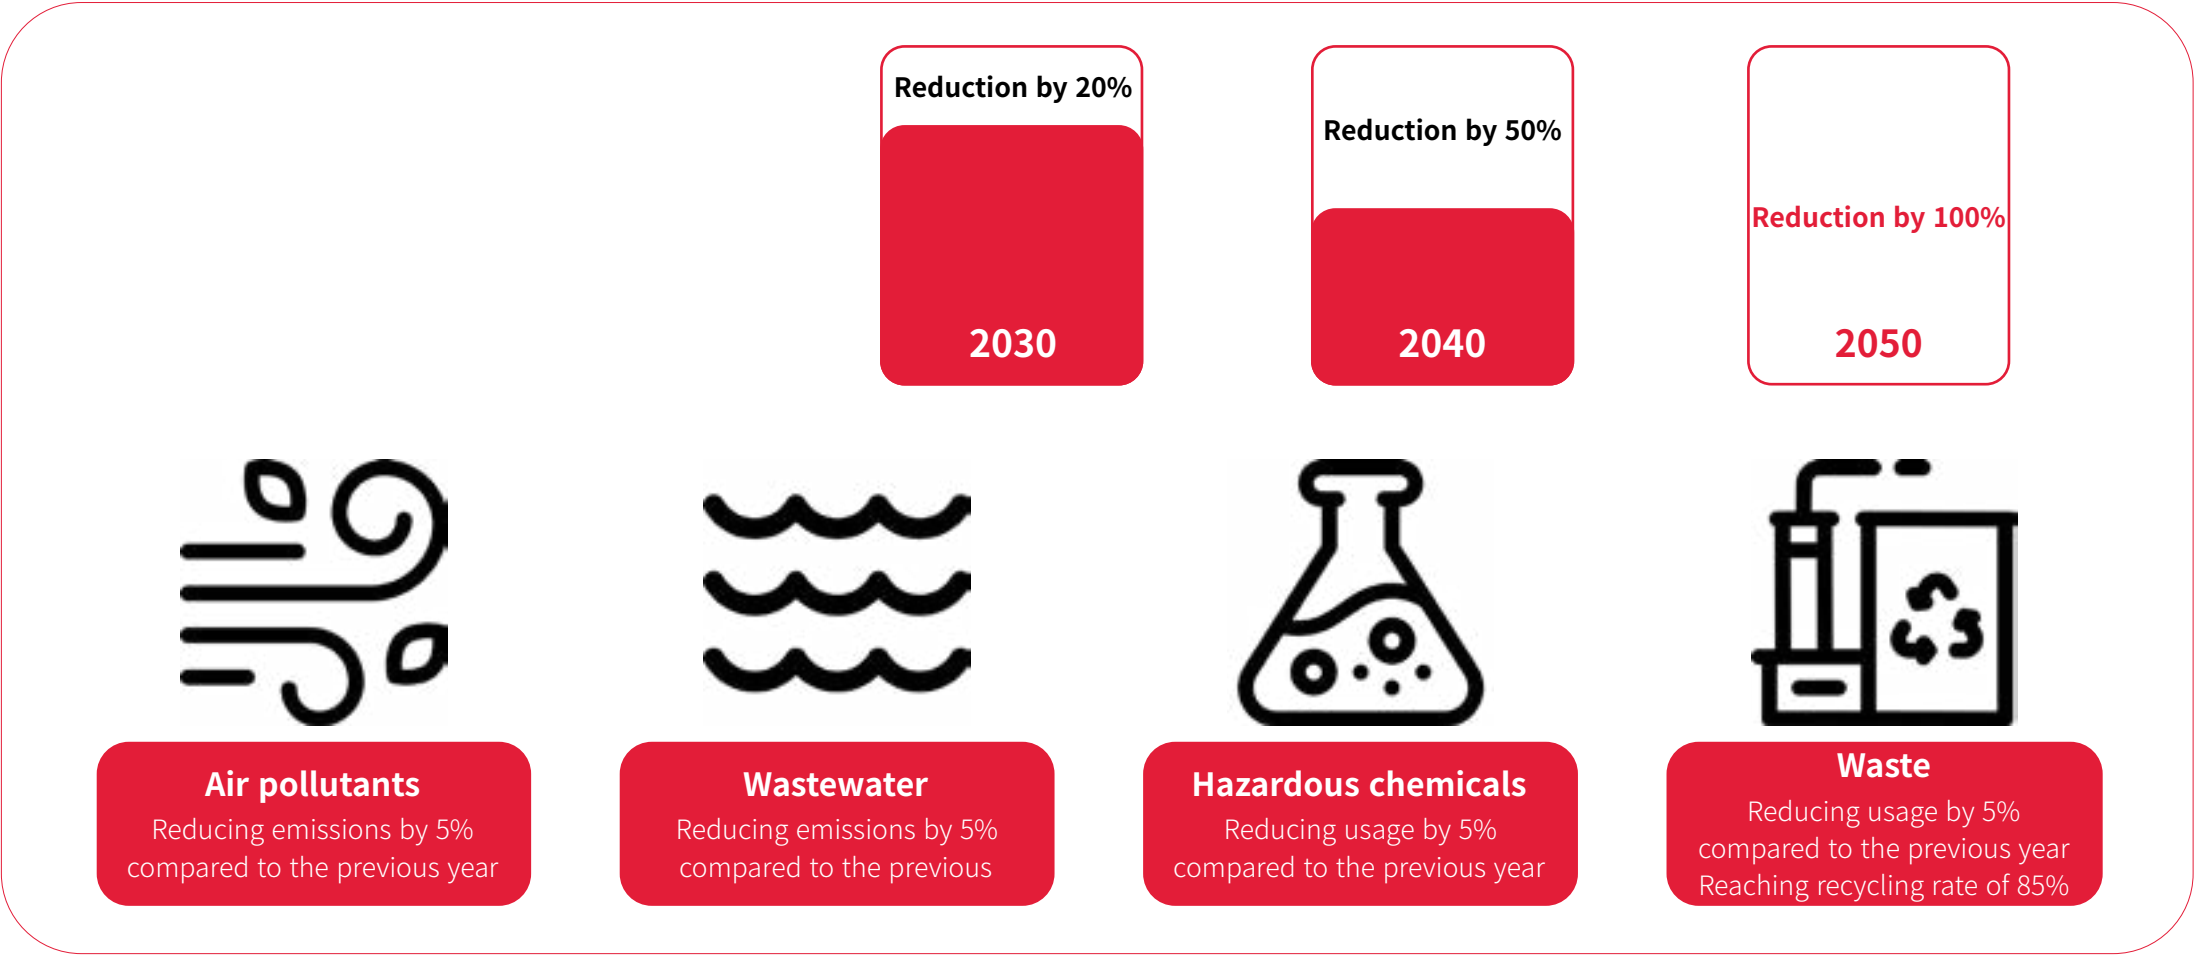 Reduction by 20%
2030
Reduction by 50%
2040
Reduction by 100%
2050
Air pollutants
Reducing emissions by 5%
compared to the previous year
Wastewater
Reducing emissions by 5%
compared to the previous
Hazardous chemicals
Reducing usage by 5%
compared to the previous year
Waste
Reducing usage by 5%
compared to the previous year
Reaching recycling rate of 85%